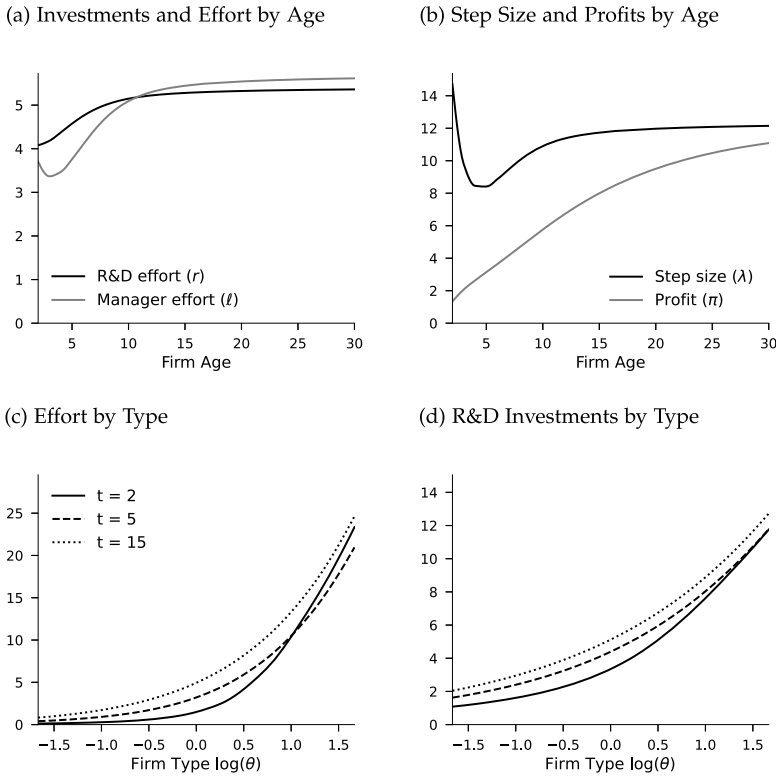 (a) Investments and Effort by Age
5
4
3
2
1
0
R&D effort (r)
Manager effort (ℓ)
5 10 15 20 25 30
Firm Age
(b) Step Size and Profits by Age
14
12
10
8
6
4
2
0
Step size (λ)
Profit (π)
5 10 15 20 25 30
Firm Age
(c) Effort by Type
25
20
15
10
5
0
t = 2
t = 5
t = 15
−1.5 −1.0 −0.5 0.0 0.5 1.0 1.5
Firm Type log(θ)
(d) R&D Investments by Type
14
12
10
8
6
4
2
0
−1.5 −1.0 −0.5 0.0 0.5 1.0 1.5
Firm Type log(θ)